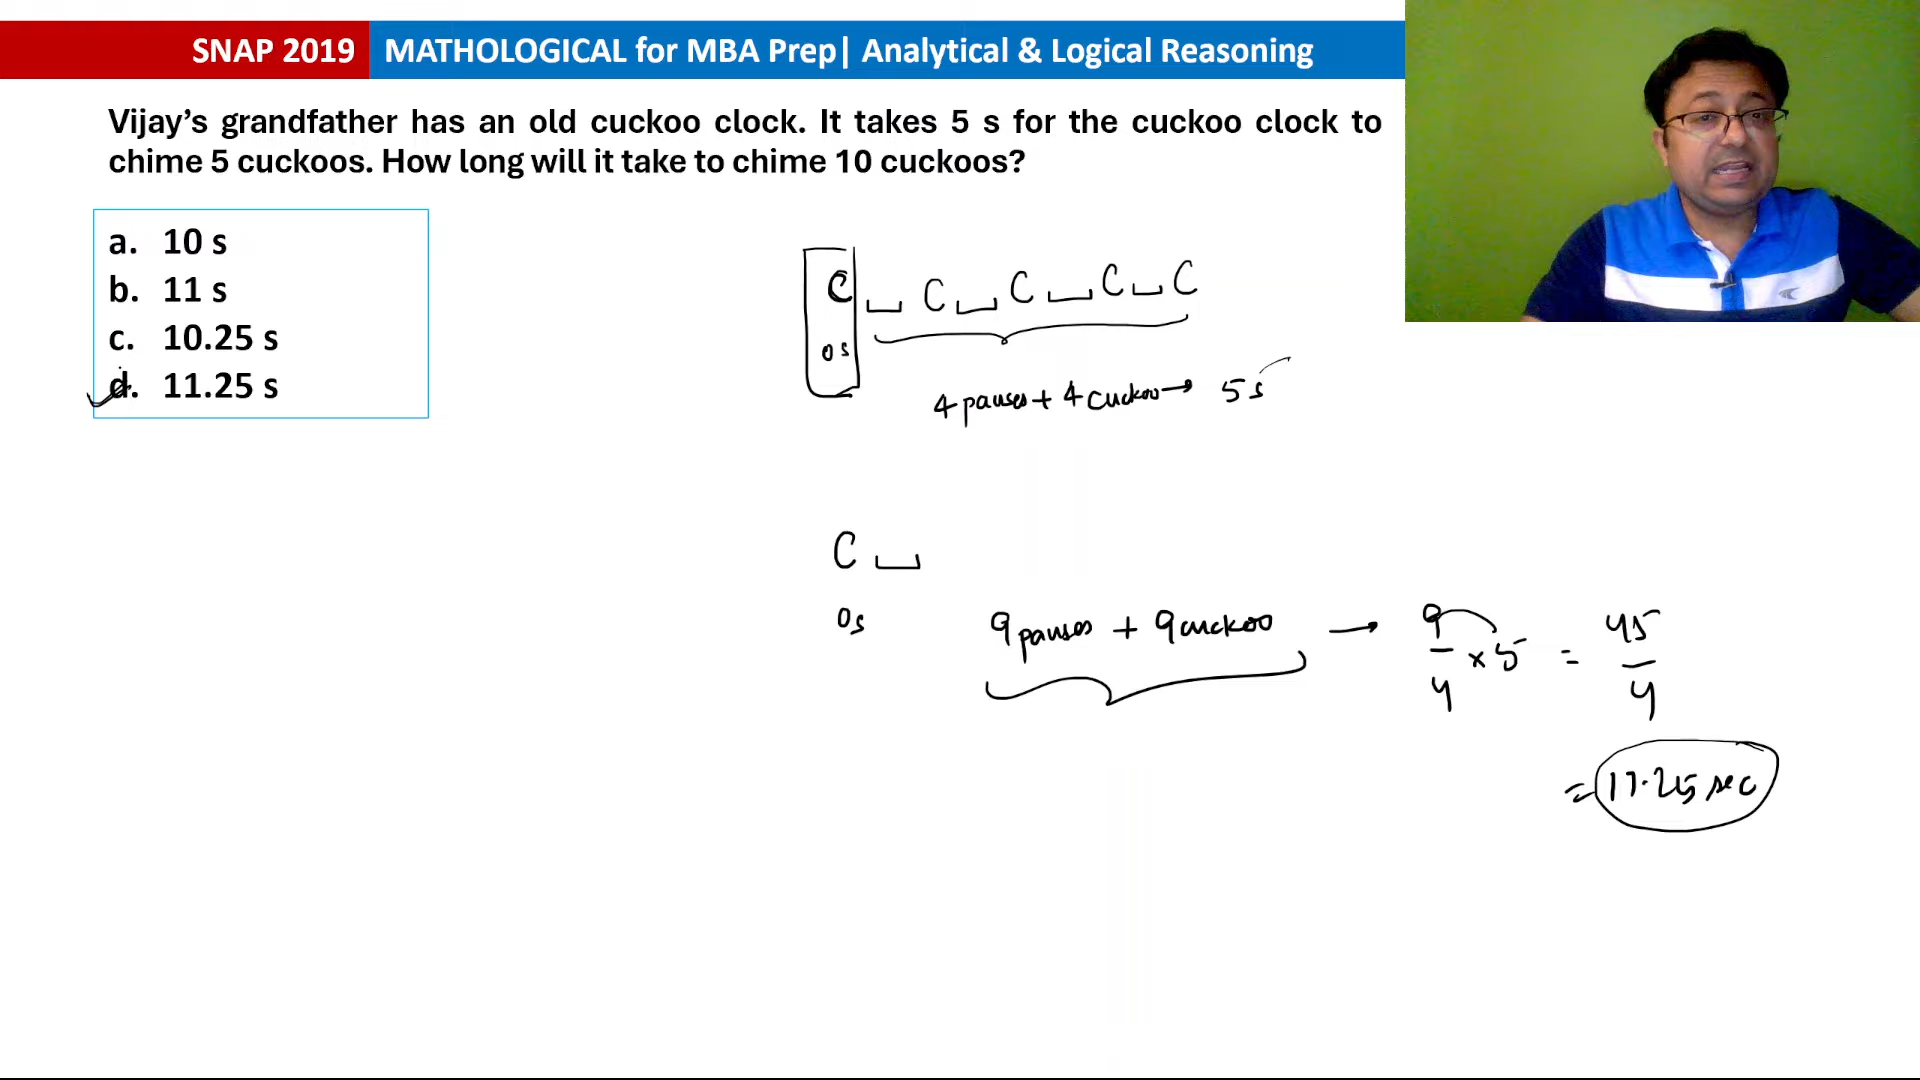 SNAP 2019 MATHOLOGICAL for MBA Prep| Analytical & Logical Reasoning
Vijay’s grandfather has an old cuckoo clock. It takes 5 s for the cuckoo clock to
chime 5 cuckoos. How long will it take to chime 10 cuckoos?
a. 10 s
b. 11 s
c. 10.25 s
d. 11.25 s
C C C C C
0s
4 pauses + 4 cuckoo → 5s
C
0s
9 pauses + 9 cuckoo → 9/4 × 5 = 45/4
= 11.25 sec